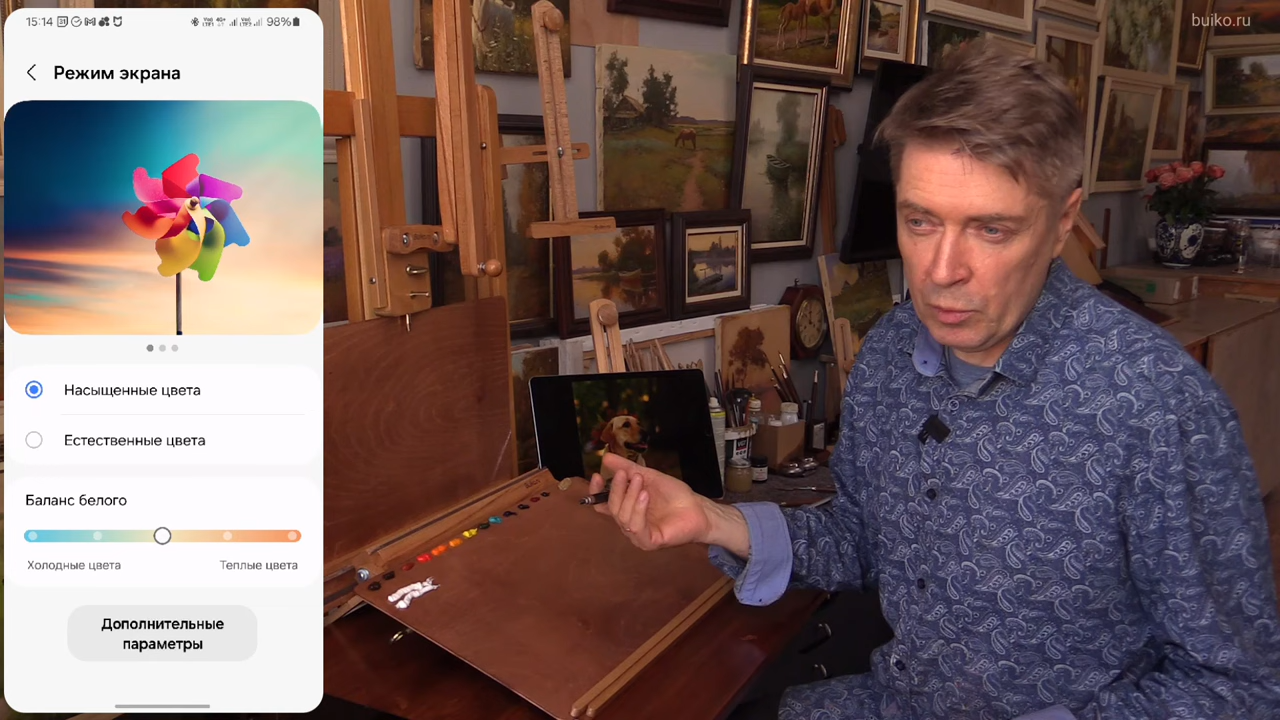 15:14
98%
Режим экрана
Насыщенные цвета
Естественные цвета
Баланс белого
Холодные цвета
Теплые цвета
Дополнительные
параметры
buiko.ru